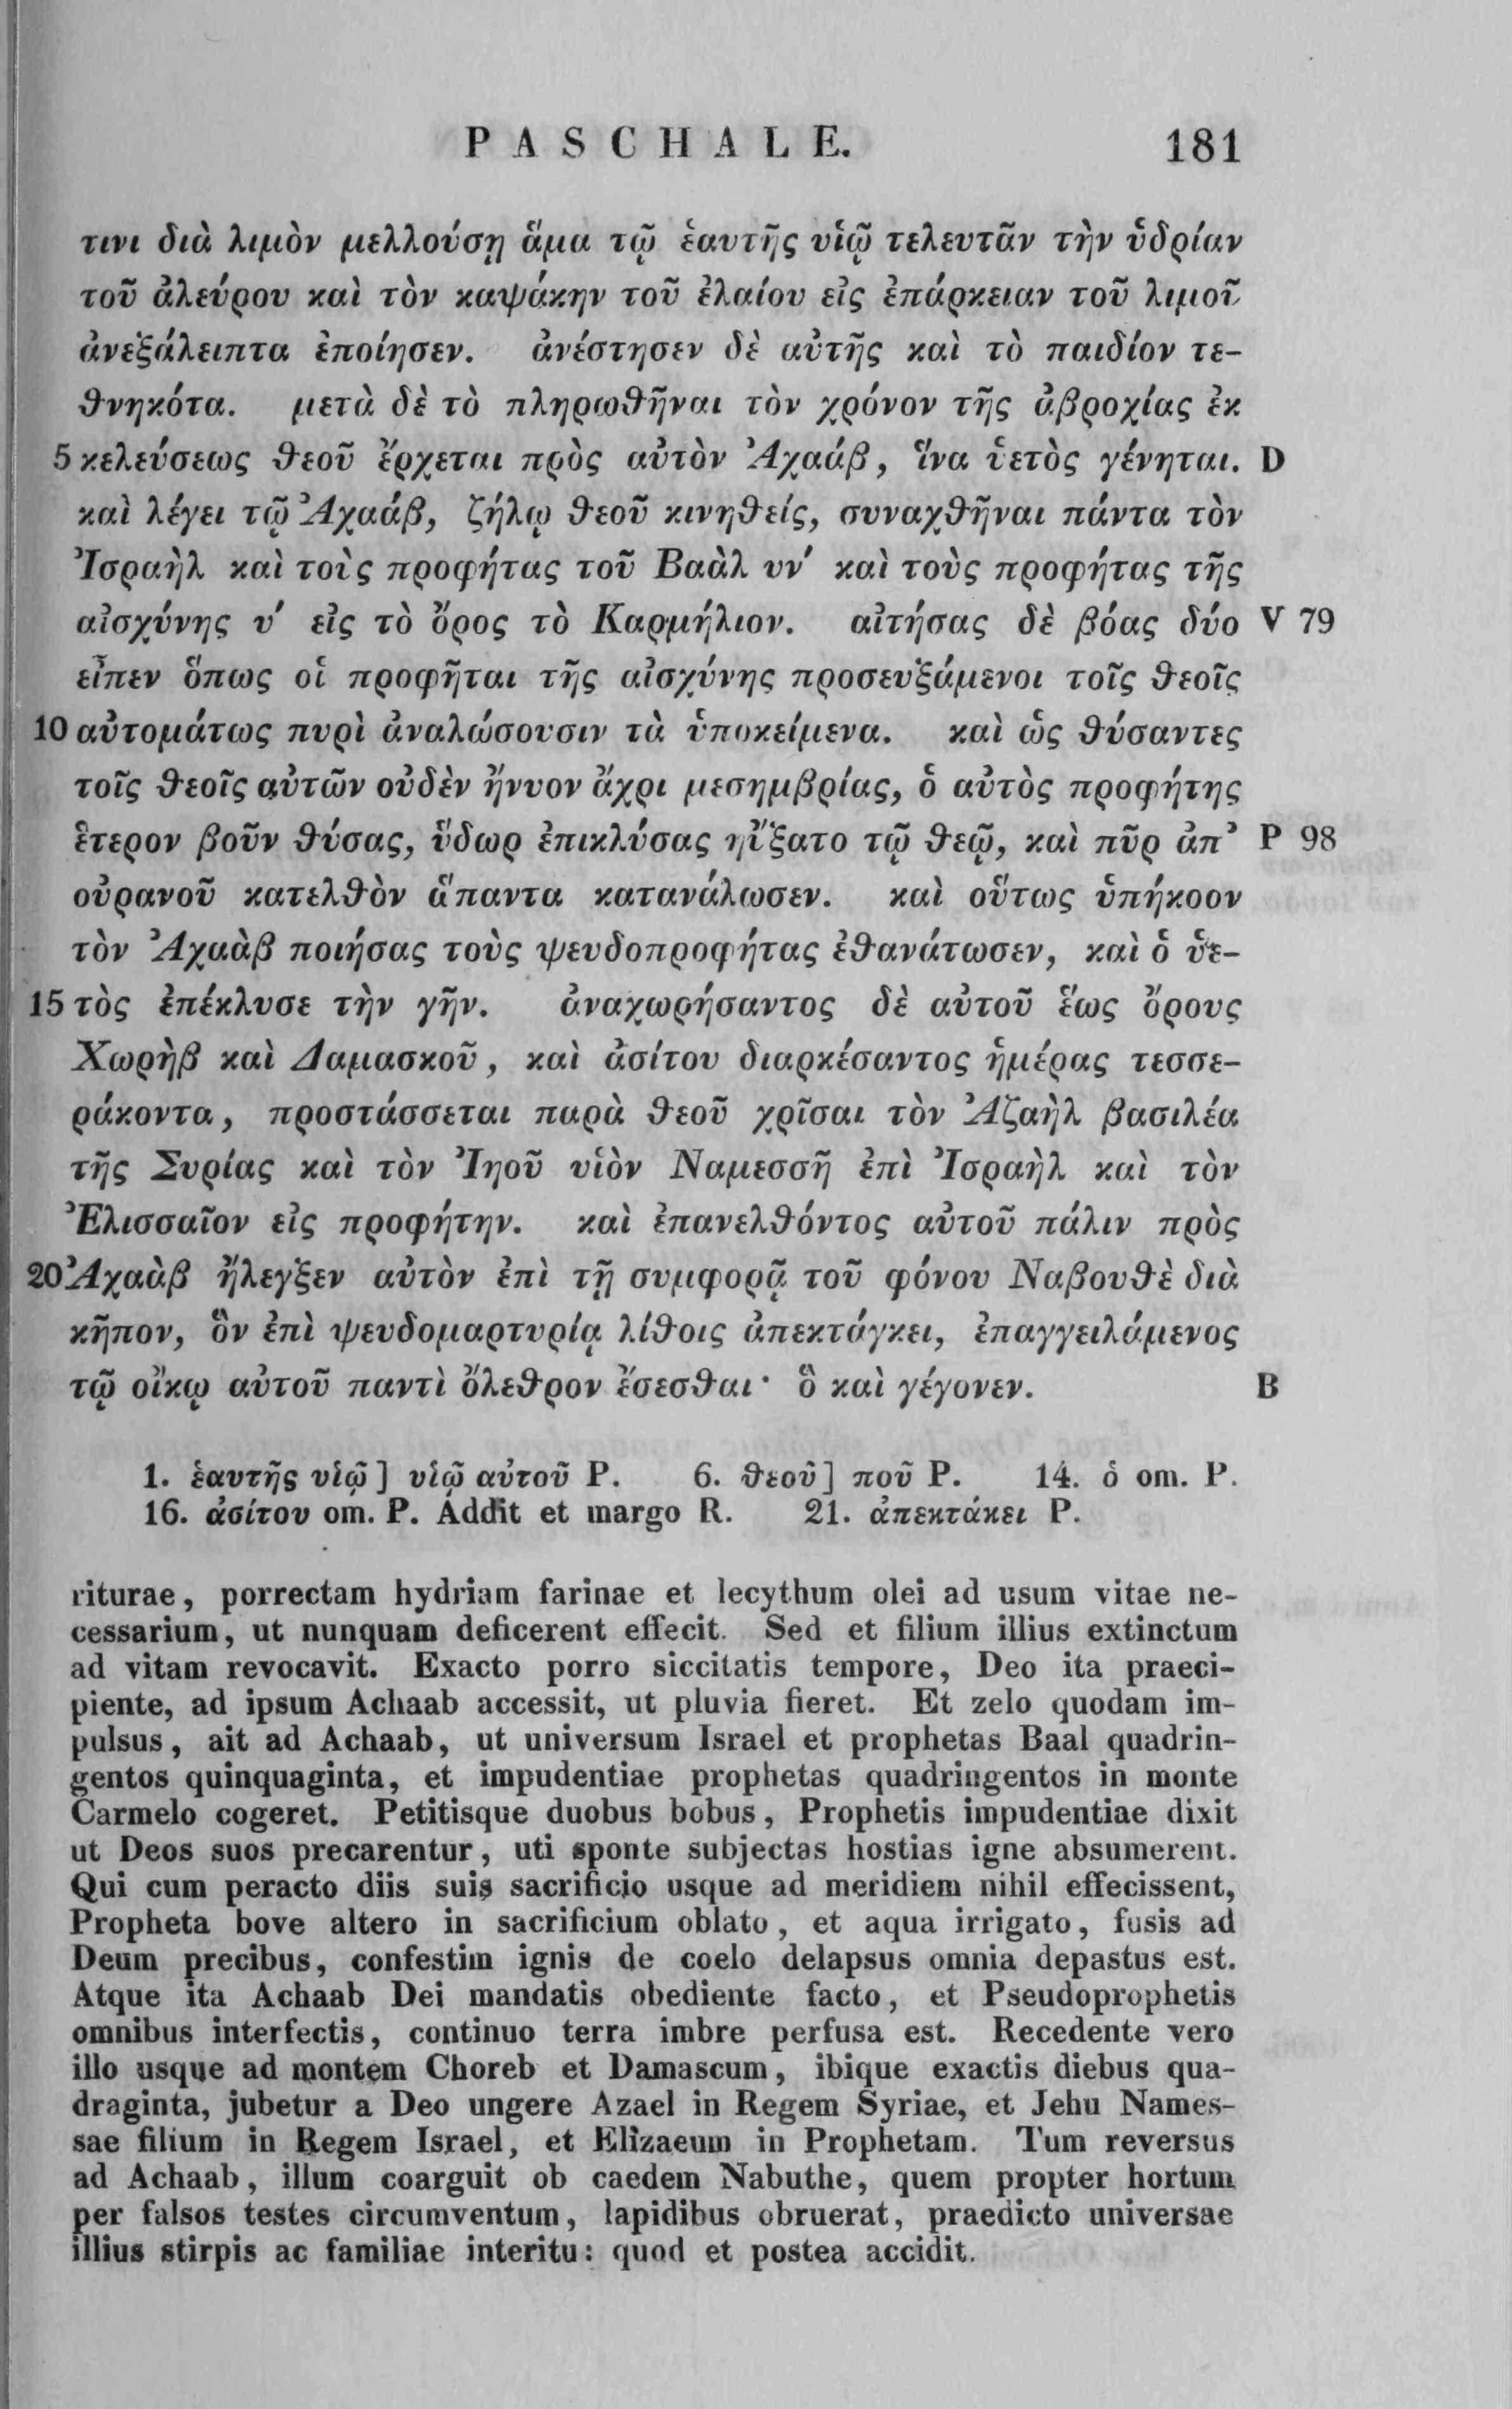 PASCHALE. 181
τινι διὰ λιμὸν μελλούσῃ ἅμα τῷ ἑαυτῆς υἱῷ τελευτᾶν τὴν ὑδρίαν
τοῦ ἀλεύρου καὶ τὸν καψάκην τοῦ ἐλαίου εἰς ἐπάρκειαν τοῦ λιμοῦ
ἀνεξάλειπτα ἐποίησεν. ἀνέστησεν δὲ αὐτῆς καὶ τὸ παιδίον τε-
θνηκότα. μετὰ δὲ τὸ πληρωθῆναι τὸν χρόνον τῆς ἀβροχίας ἐκ
5 κελεύσεως θεοῦ ἔρχεται πρὸς αὐτὸν Ἀχαάβ, ἵνα ὑετὸς γένηται. D
καὶ λέγει τῷ Ἀχαάβ, ζήλῳ θεοῦ κινηθείς, συναχθῆναι πάντα τὸν
Ἰσραὴλ καὶ τοὺς προφήτας τοῦ Βαὰλ υν΄ καὶ τοὺς προφήτας τῆς
αἰσχύνης υ΄ εἰς τὸ ὄρος τὸ Καρμήλιον. αἰτήσας δὲ βόας δύο V 79
εἶπεν ὅπως οἱ προφῆται τῆς αἰσχύνης προσευξάμενοι τοῖς θεοῖς
10 αὐτομάτως πυρὶ ἀναλώσουσιν τὰ ὑποκείμενα. καὶ ὡς θύσαντες
τοῖς θεοῖς αὐτῶν οὐδὲν ἤνυον ἄχρι μεσημβρίας, ὁ αὐτὸς προφήτης
ἕτερον βοῦν θύσας, ὕδωρ ἐπικλύσας ηὔξατο τῷ θεῷ, καὶ πῦρ ἀπ᾽ P 98
οὐρανοῦ κατελθὸν ἅπαντα κατανάλωσεν. καὶ οὕτως ὑπήκοον
τὸν Ἀχαὰβ ποιήσας τοὺς ψευδοπροφήτας ἐθανάτωσεν, καὶ ὁ ὑε-
15 τὸς ἐπέκλυσε τὴν γῆν. ἀναχωρήσαντος δὲ αὐτοῦ ἕως ὄρους
Χωρὴβ καὶ Δαμασκοῦ, καὶ ἀσίτου διαρκέσαντος ἡμέρας τεσσε-
ράκοντα, προστάσσεται παρὰ θεοῦ χρῖσαι τὸν Ἀζαὴλ βασιλέα
τῆς Συρίας καὶ τὸν Ἰηοῦ υἱὸν Ναμεσσῆ ἐπὶ Ἰσραὴλ καὶ τὸν
Ἐλισσαῖον εἰς προφήτην. καὶ ἐπανελθόντος αὐτοῦ πάλιν πρὸς
20 Ἀχαὰβ ἤλεγξεν αὐτὸν ἐπὶ τῇ συμφορᾷ τοῦ φόνου Ναβουθὲ διὰ
κῆπον, ὃν ἐπὶ ψευδομαρτυρίᾳ λίθοις ἀπεκτάγκει, ἐπαγγειλάμενος
τῷ οἴκῳ αὐτοῦ παντὶ ὄλεθρον ἔσεσθαι· ὃ καὶ γέγονεν. B
1. ἑαυτῆς υἱῷ] υἱῷ αὐτοῦ P. 6. θεοῦ] ποῦ P. 14. ὁ om. P.
16. ἀσίτου om. P. Addit et margo R. 21. ἀπεκτάκει P.
riturae, porrectam hydriam farinae et lecythum olei ad usum vitae ne-
cessarium, ut nunquam deficerent effecit. Sed et filium illius extinctum
ad vitam revocavit. Exacto porro siccitatis tempore, Deo ita praeci-
piente, ad ipsum Achaab accessit, ut pluvia fieret. Et zelo quodam im-
pulsus, ait ad Achaab, ut universum Israel et prophetas Baal quadrin-
gentos quinquaginta, et impudentiae prophetas quadringentos in monte
Carmelo cogeret. Petitisque duobus bobus, Prophetis impudentiae dixit
ut Deos suos precarentur, uti sponte subjectas hostias igne absumerent.
Qui cum peracto diis suis sacrificio usque ad meridiem nihil effecissent,
Propheta bove altero in sacrificium oblato, et aqua irrigato, fusis ad
Deum precibus, confestim ignis de coelo delapsus omnia depastus est.
Atque ita Achaab Dei mandatis obediente facto, et Pseudoprophetis
omnibus interfectis, continuo terra imbre perfusa est. Recedente vero
illo usque ad montem Choreb et Damascum, ibique exactis diebus qua-
draginta, jubetur a Deo ungere Azael in Regem Syriae, et Jehu Names-
sae filium in Regem Israel, et Elizaeum in Prophetam. Tum reversus
ad Achaab, illum coarguit ob caedem Nabuthe, quem propter hortum
per falsos testes circumventum, lapidibus obruerat, praedicto universae
illius stirpis ac familiae interitu: quod et postea accidit.